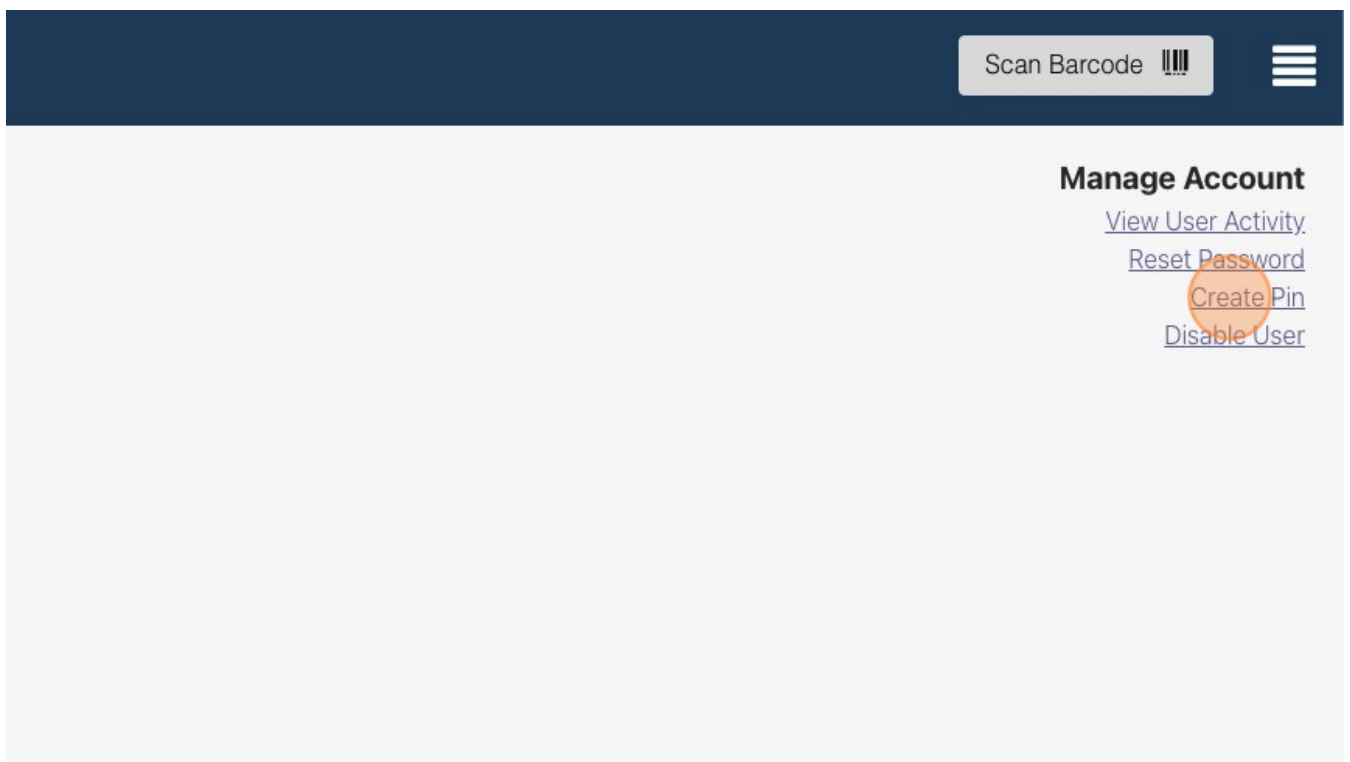 Scan Barcode
Manage Account
View User Activity
Reset Password
Create Pin
Disable User